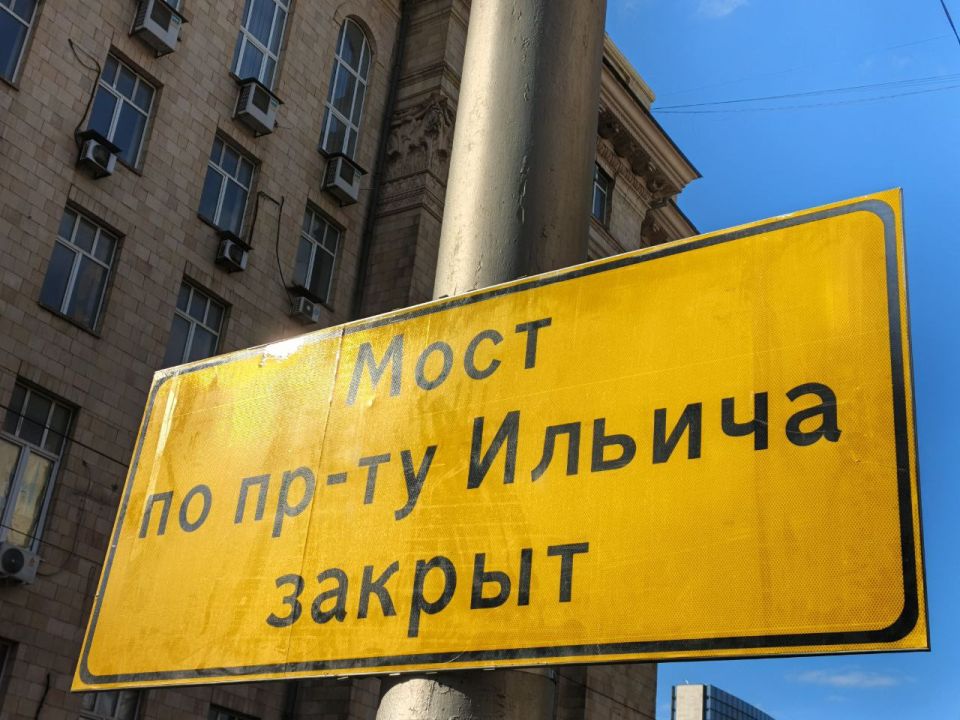 Мост
по пр-ту Ильича
закрыт